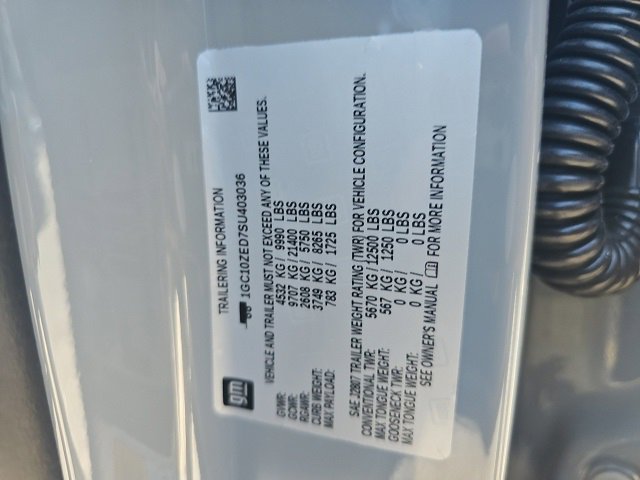 gm
TRAILERING INFORMATION
1GC10ZED7SU403036
VEHICLE AND TRAILER MUST NOT EXCEED ANY OF THESE VALUES.
GVWR: 4532 KG / 9990 LBS
GCWR: 9707 KG / 21400 LBS
RGAWR: 2608 KG / 5750 LBS
CURB WEIGHT: 3749 KG / 8265 LBS
MAX. PAYLOAD: 783 KG / 1725 LBS
SAE J2807 TRAILER WEIGHT RATING (TWR) FOR VEHICLE CONFIGURATION.
CONVENTIONAL TWR: 5670 KG / 12500 LBS
MAX TONGUE WEIGHT: 567 KG / 1250 LBS
GOOSENECK TWR: 0 KG / 0 LBS
MAX TONGUE WEIGHT: 0 KG / 0 LBS
SEE OWNER'S MANUAL FOR MORE INFORMATION